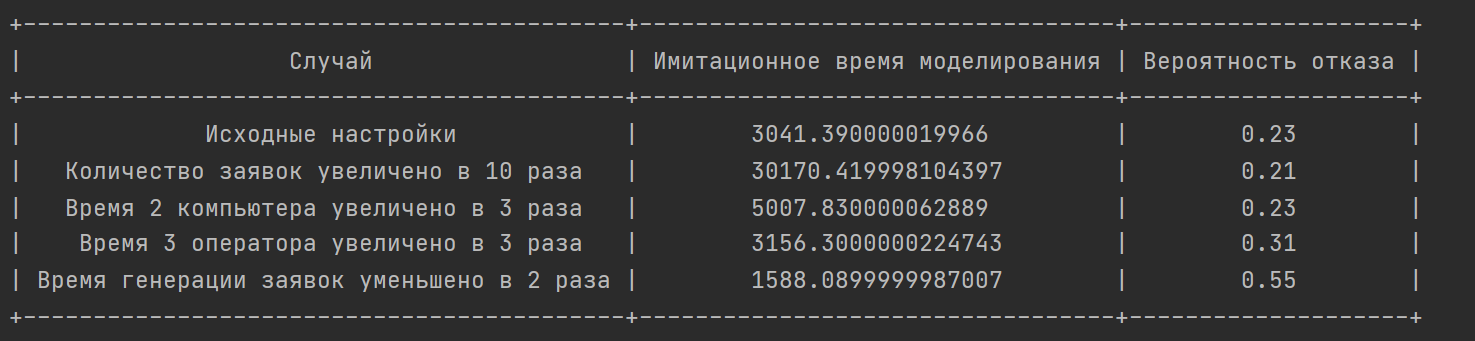 +-------------------------------------------+----------------------------------+--------------------+
|                   Случай                  | Имитационное время моделирования | Вероятность отказа |
+-------------------------------------------+----------------------------------+--------------------+
|             Исходные настройки            |        3041.390000019966         |        0.23        |
|   Количество заявок увеличено в 10 раза   |        30170.419998104397        |        0.21        |
|   Время 2 компьютера увеличено в 3 раза   |        5007.830000062889         |        0.23        |
|    Время 3 оператора увеличено в 3 раза   |        3156.3000000224743        |        0.31        |
| Время генерации заявок уменьшено в 2 раза |        1588.0899999987007        |        0.55        |
+-------------------------------------------+----------------------------------+--------------------+